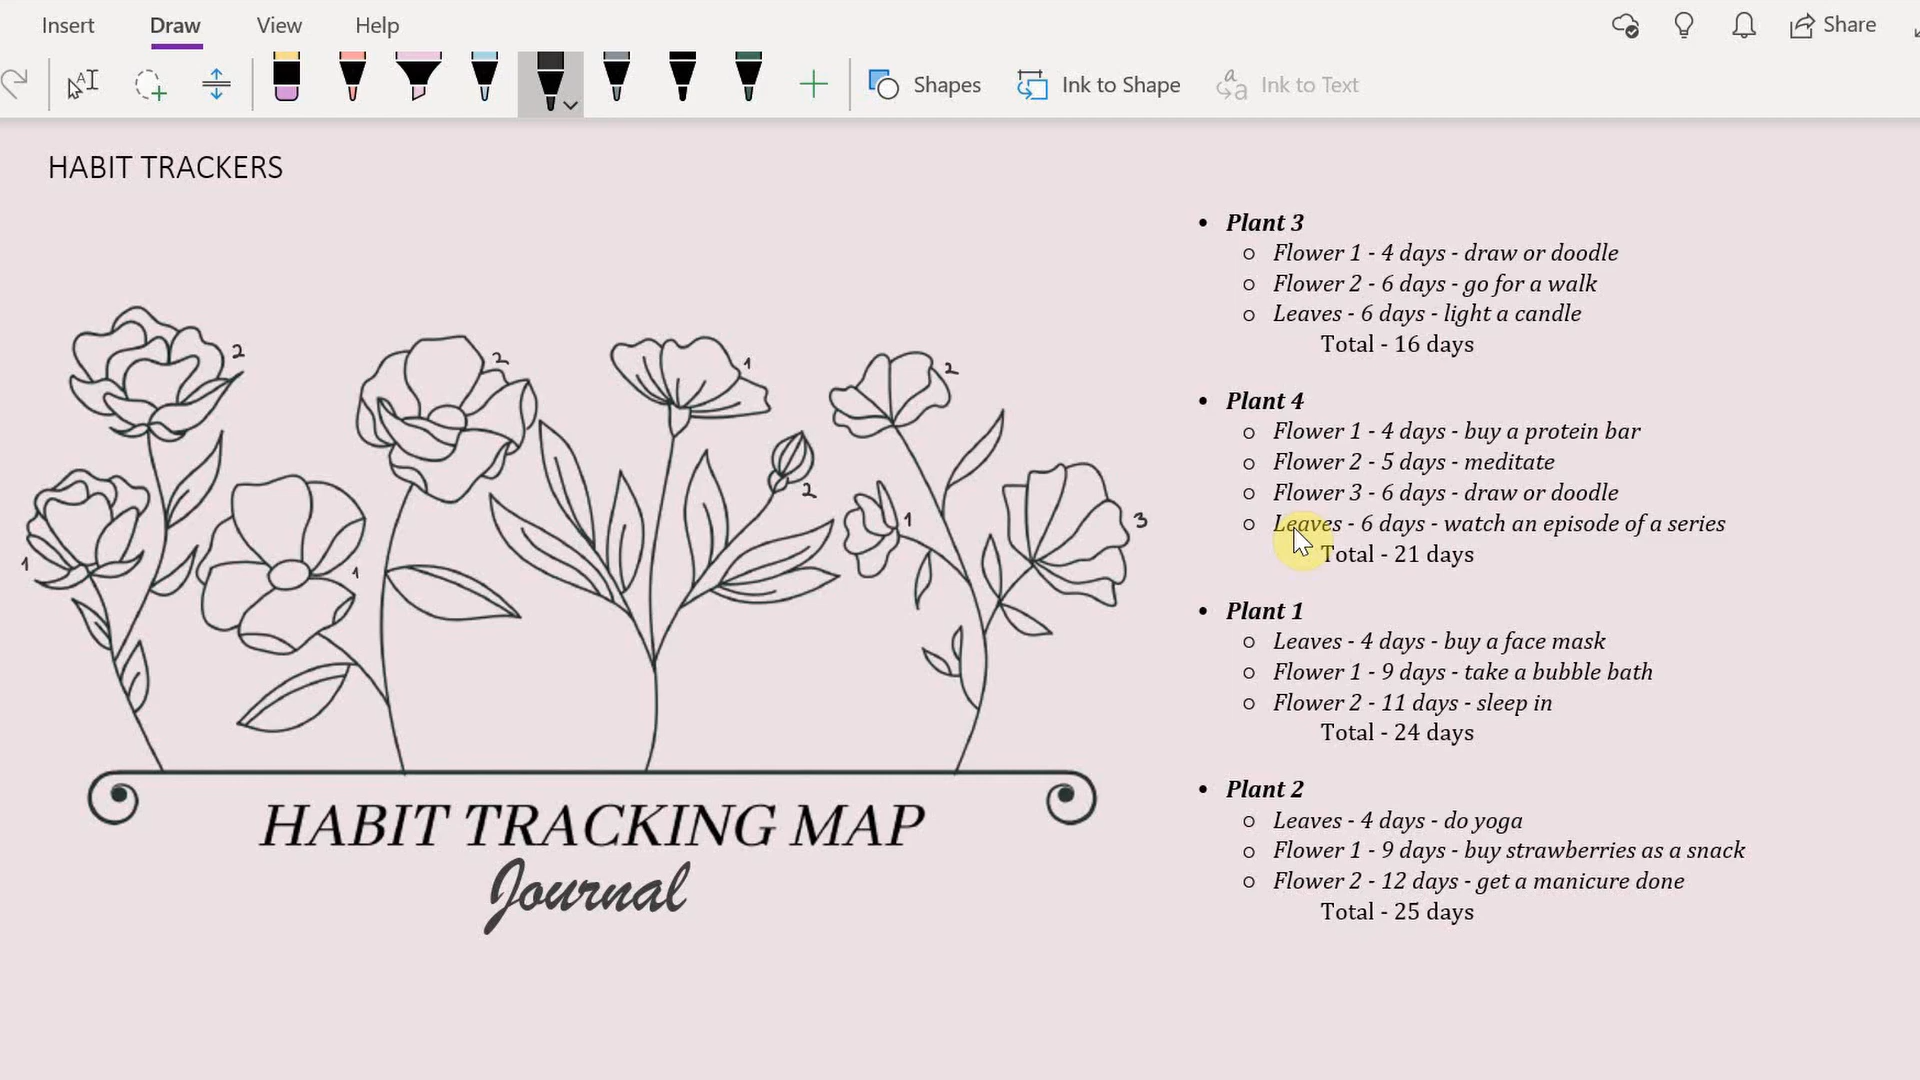 Insert Draw View Help Share
Shapes Ink to Shape Ink to Text
HABIT TRACKERS
2
1
1
2
1
2
1
2
3
HABIT TRACKING MAP
Journal
• Plant 3
○ Flower 1 - 4 days - draw or doodle
○ Flower 2 - 6 days - go for a walk
○ Leaves - 6 days - light a candle
Total - 16 days
• Plant 4
○ Flower 1 - 4 days - buy a protein bar
○ Flower 2 - 5 days - meditate
○ Flower 3 - 6 days - draw or doodle
○ Leaves - 6 days - watch an episode of a series
Total - 21 days
• Plant 1
○ Leaves - 4 days - buy a face mask
○ Flower 1 - 9 days - take a bubble bath
○ Flower 2 - 11 days - sleep in
Total - 24 days
• Plant 2
○ Leaves - 4 days - do yoga
○ Flower 1 - 9 days - buy strawberries as a snack
○ Flower 2 - 12 days - get a manicure done
Total - 25 days